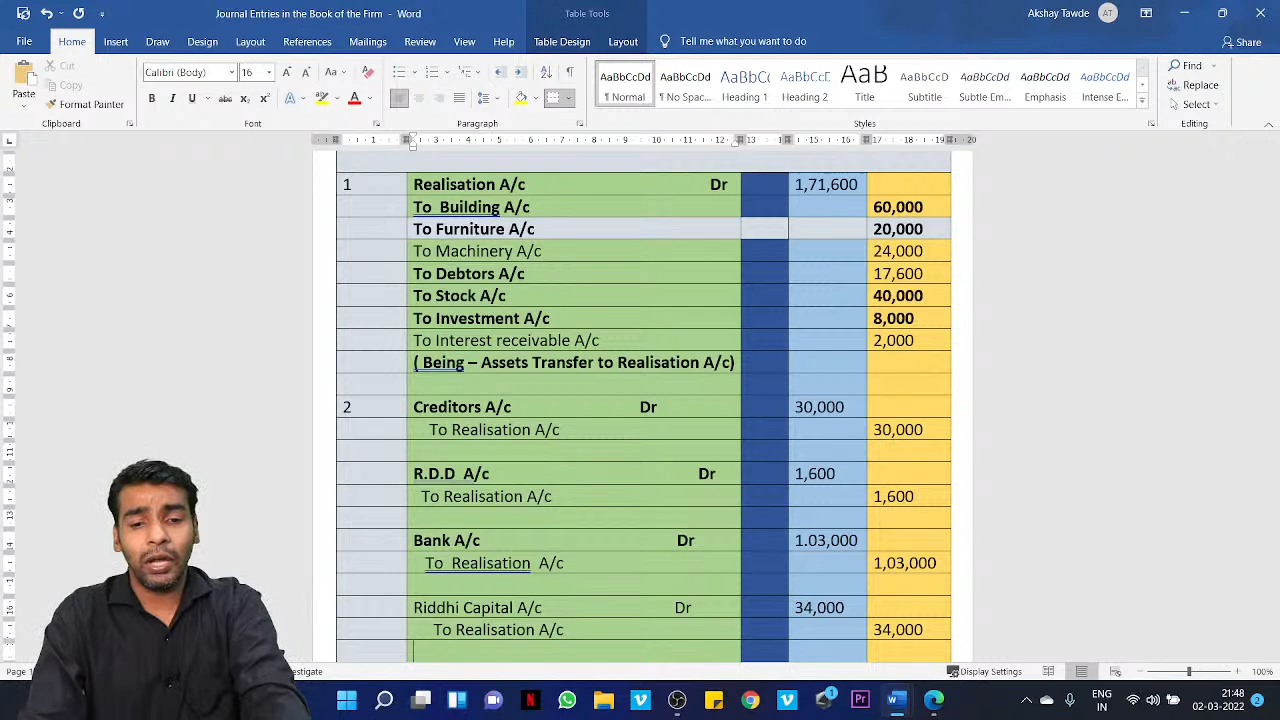 Journal Entries in the Books of the Firm - Word
Table Tools
Akshay Tawde
AT
File Home Insert Draw Design Layout References Mailings Review View Help Table Design Layout Tell me what you want to do Share
Paste
Cut
Copy
Format Painter
Clipboard
Calibri (Body) 16
Font
Paragraph
AaBbCcDd AaBbCcDd AaBbCc AaBbCcC AaB AaBbCcD AaBbCcDd AaBbCcDd AaBbCcDd
¶ Normal ¶ No Spac... Heading 1 Heading 2 Title Subtitle Subtle Em... Emphasis Intense E...
Styles
Find
Replace
Select
Editing
1 Realisation A/c Dr 1,71,600
To Building A/c 60,000
To Furniture A/c 20,000
To Machinery A/c 24,000
To Debtors A/c 17,600
To Stock A/c 40,000
To Investment A/c 8,000
To Interest receivable A/c 2,000
( Being – Assets Transfer to Realisation A/c)
2 Creditors A/c Dr 30,000
To Realisation A/c 30,000
R.D.D A/c Dr 1,600
To Realisation A/c 1,600
Bank A/c Dr 1.03,000
To Realisation A/c 1,03,000
Riddhi Capital A/c Dr 34,000
To Realisation A/c 34,000
Page 1
Display Settings
100%
ENG
IN
21:48
02-03-2022